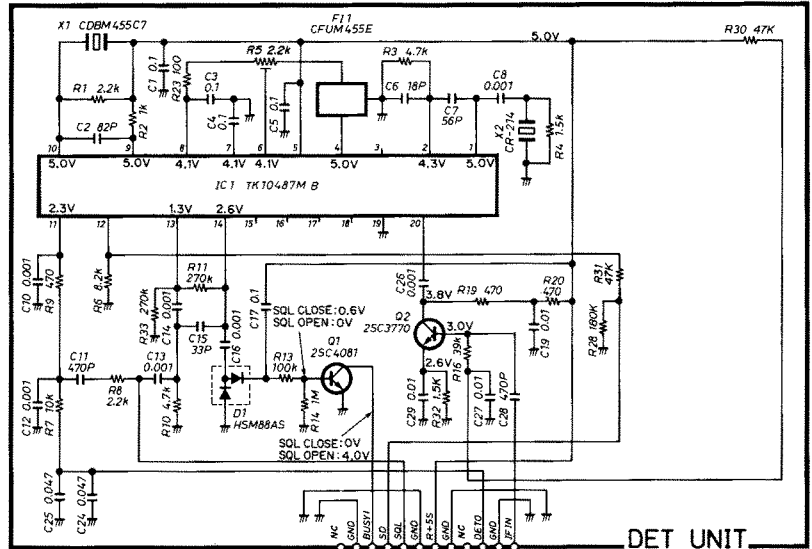 X1 CDBM455C7
FI1
CFUM455E
R30 47K
5.0V
R5 2.2k
R3 4.7k
C1 0.1
R23 100
C3
0.1
C4
0.1
C5 0.1
C6 18P
C7
56P
C8
0.001
X2
CR-214
R4 1.5k
R1 2.2k
R2 1k
C2 82P
10 9 8 7 6 5 4 3 2 1
5.0V 5.0V 4.1V 4.1V 4.1V 5.0V 4.3V 5.0V
IC1 TK10487M B
2.3V 1.3V 2.6V
11 12 13 14 15 16 17 18 19 20
C10 0.001
R9 470
R6 8.2k
R33 270k
R11
270k
C14 0.001
C15
33P
C16 0.001
C17 0.1
SQL CLOSE:0.6V
SQL OPEN:0V
Q1
2SC4081
R13
100k
R14 1M
D1
HSM88AS
SQL CLOSE:0V
SQL OPEN:4.0V
C26
0.001
3.8V
R19 470
R20
470
Q2
2SC3770
3.0V
2.6V
R16 39k
C19 0.01
R31
47K
R28 180K
C29 0.01
R32 1.5K
C27 0.01
C28 470P
C11
470P
R8
2.2k
C13
0.001
R10 4.7k
C12 0.001
R7 10k
C25 0.047
C24 0.047
NC
GND
BUSY1
SD
SQL
GND
R+5S
GND
NC
DETO
GND
IFIN
DET UNIT